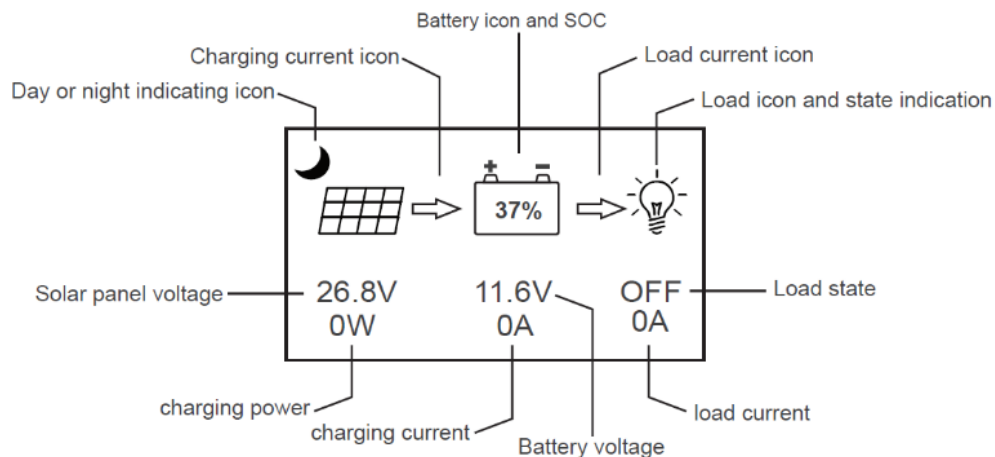 Battery icon and SOC
Charging current icon
Load current icon
Day or night indicating icon
Load icon and state indication
+ -
37%
Solar panel voltage
26.8V
11.6V
OFF
Load state
0W
0A
0A
charging power
load current
charging current
Battery voltage